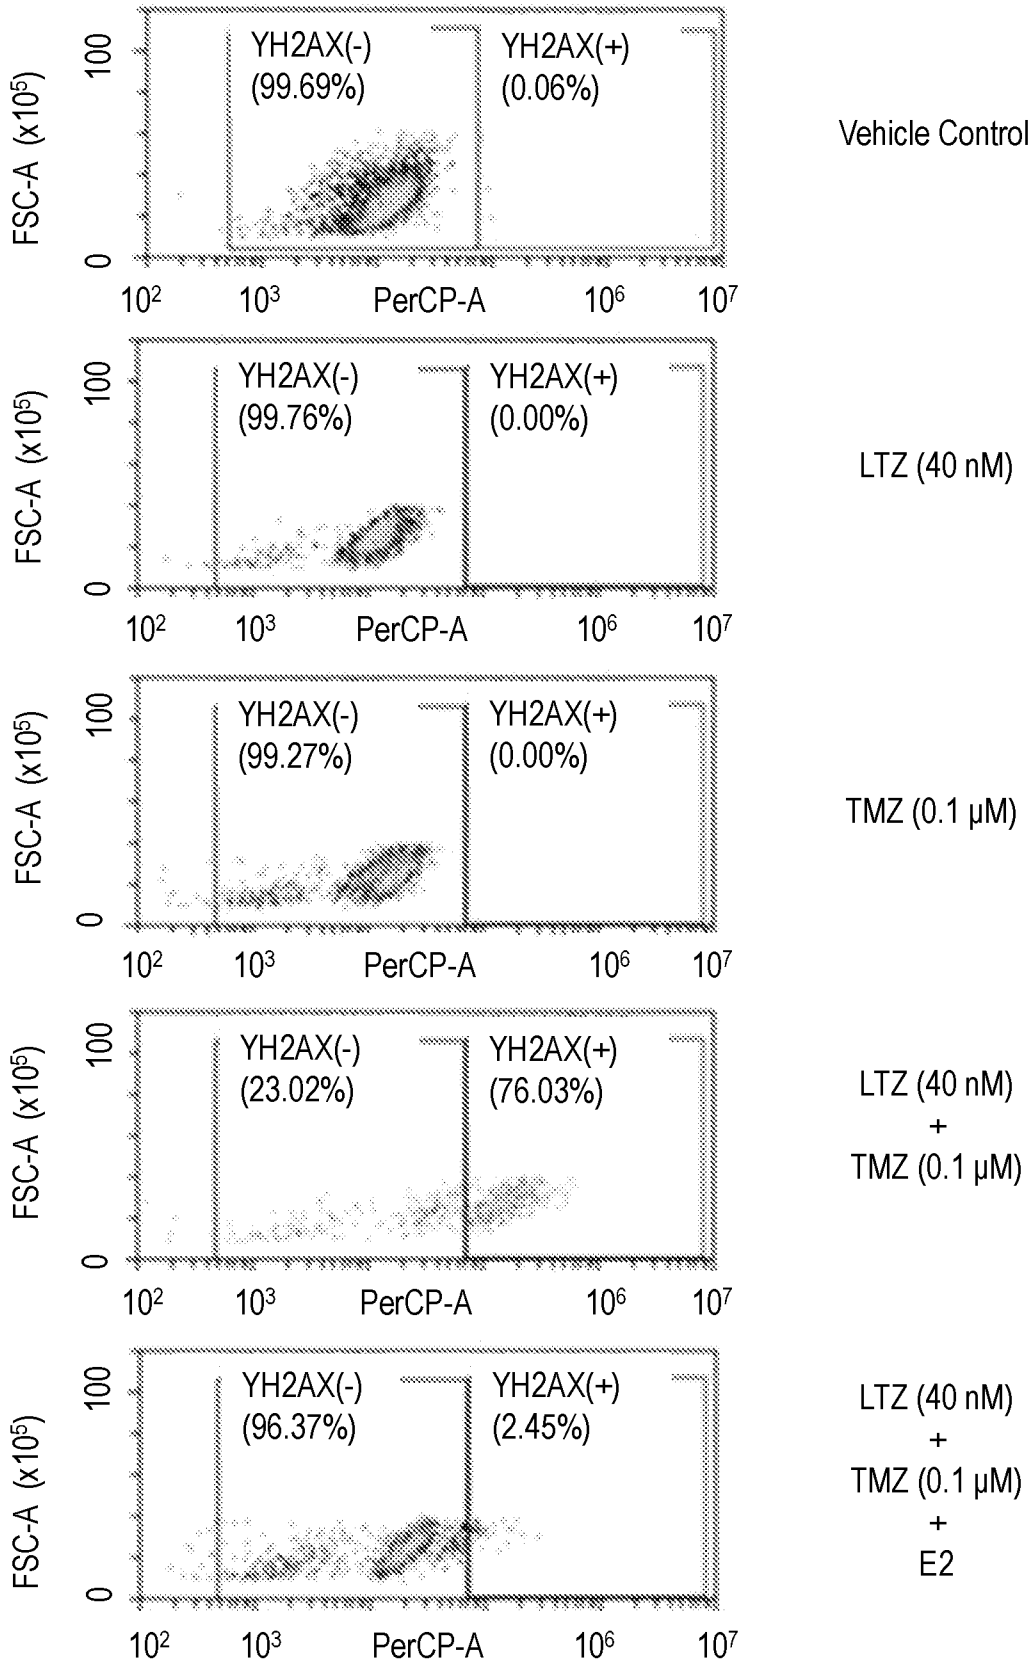 100
FSC-A (x10⁵)
0
YH2AX(-)
(99.69%)
YH2AX(+)
(0.06%)
10² 10³ PerCP-A 10⁶ 10⁷
Vehicle Control
100
FSC-A (x10⁵)
0
YH2AX(-)
(99.76%)
YH2AX(+)
(0.00%)
10² 10³ PerCP-A 10⁶ 10⁷
LTZ (40 nM)
100
FSC-A (x10⁵)
0
YH2AX(-)
(99.27%)
YH2AX(+)
(0.00%)
10² 10³ PerCP-A 10⁶ 10⁷
TMZ (0.1 µM)
100
FSC-A (x10⁵)
0
YH2AX(-)
(23.02%)
YH2AX(+)
(76.03%)
10² 10³ PerCP-A 10⁶ 10⁷
LTZ (40 nM)
+
TMZ (0.1 µM)
100
FSC-A (x10⁵)
0
YH2AX(-)
(96.37%)
YH2AX(+)
(2.45%)
10² 10³ PerCP-A 10⁶ 10⁷
LTZ (40 nM)
+
TMZ (0.1 µM)
+
E2